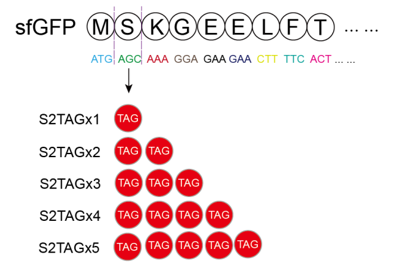 sfGFP M S K G E E L F T ... ...
ATG AGC AAA GGA GAA GAA CTT TTC ACT ... ...
S2TAGx1 TAG
S2TAGx2 TAG TAG
S2TAGx3 TAG TAG TAG
S2TAGx4 TAG TAG TAG TAG
S2TAGx5 TAG TAG TAG TAG TAG